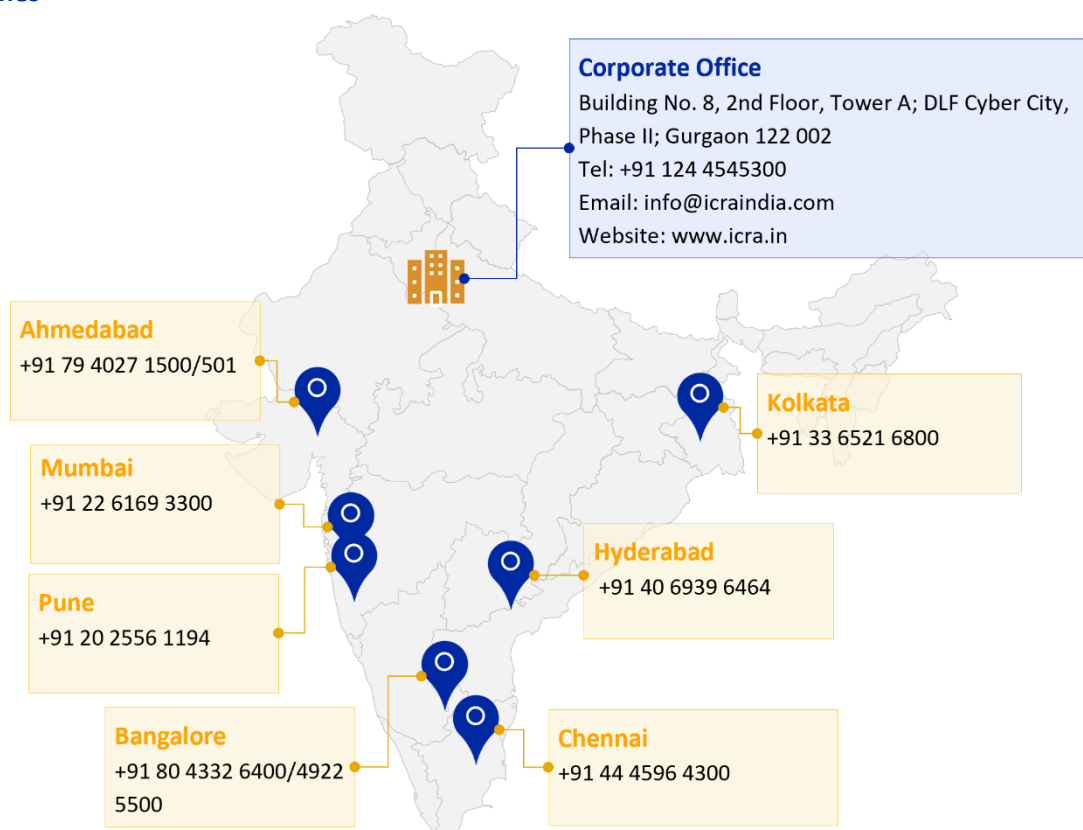 Corporate Office
Building No. 8, 2nd Floor, Tower A; DLF Cyber City,
Phase II; Gurgaon 122 002
Tel: +91 124 4545300
Email: info@icraindia.com
Website: www.icra.in
Ahmedabad
+91 79 4027 1500/501
Kolkata
+91 33 6521 6800
Mumbai
+91 22 6169 3300
Hyderabad
+91 40 6939 6464
Pune
+91 20 2556 1194
Bangalore
+91 80 4332 6400/4922
5500
Chennai
+91 44 4596 4300